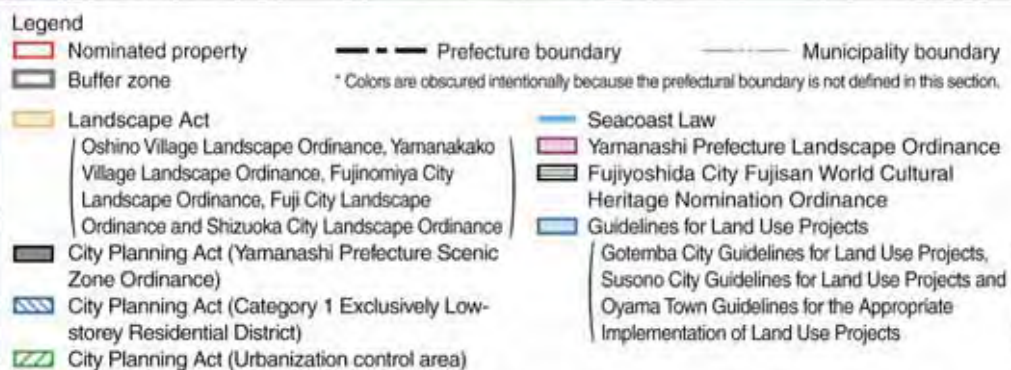 Legend
Nominated property
Prefecture boundary
Municipality boundary
Buffer zone
* Colors are obscured intentionally because the prefectural boundary is not defined in this section.
Landscape Act
Oshino Village Landscape Ordinance, Yamanakako
Village Landscape Ordinance, Fujinomiya City
Landscape Ordinance, Fuji City Landscape
Ordinance and Shizuoka City Landscape Ordinance
City Planning Act (Yamanashi Prefecture Scenic
Zone Ordinance)
City Planning Act (Category 1 Exclusively Low-
storey Residential District)
City Planning Act (Urbanization control area)
Seacoast Law
Yamanashi Prefecture Landscape Ordinance
Fujiyoshida City Fujisan World Cultural
Heritage Nomination Ordinance
Guidelines for Land Use Projects
Gotemba City Guidelines for Land Use Projects,
Susono City Guidelines for Land Use Projects and
Oyama Town Guidelines for the Appropriate
Implementation of Land Use Projects